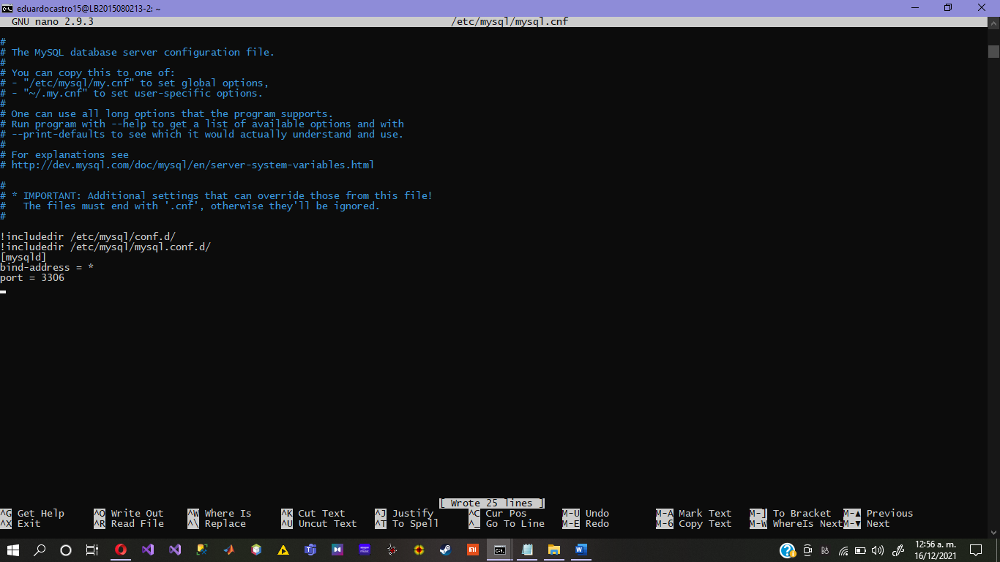 eduardocastro15@LB2015080213-2: ~
GNU nano 2.9.3 /etc/mysql/mysql.cnf
#
# The MySQL database server configuration file.
#
# You can copy this to one of:
# - "/etc/mysql/my.cnf" to set global options,
# - "~/.my.cnf" to set user-specific options.
#
# One can use all long options that the program supports.
# Run program with --help to get a list of available options and with
# --print-defaults to see which it would actually understand and use.
#
# For explanations see
# http://dev.mysql.com/doc/mysql/en/server-system-variables.html
#
# * IMPORTANT: Additional settings that can override those from this file!
#   The files must end with '.cnf', otherwise they'll be ignored.
#
!includedir /etc/mysql/conf.d/
!includedir /etc/mysql/mysql.conf.d/
[mysqld]
bind-address = *
port = 3306
[ Wrote 25 lines ]
^G Get Help ^O Write Out ^W Where Is ^K Cut Text ^J Justify ^C Cur Pos M-U Undo M-A Mark Text M-] To Bracket M-▲ Previous
^X Exit ^R Read File ^\ Replace ^U Uncut Text ^T To Spell ^_ Go To Line M-E Redo M-6 Copy Text M-W WhereIs Next M-▼ Next
12:56 a. m.
16/12/2021